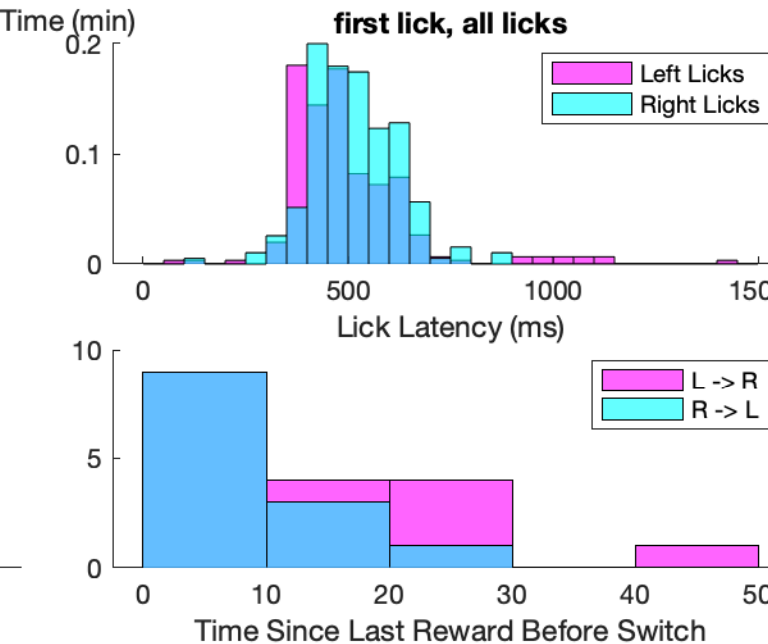 Time (min)
first lick, all licks
Left Licks
Right Licks
0.2
0.1
0
0
500
1000
150
Lick Latency (ms)
L -> R
R -> L
10
5
0
0
10
20
30
40
50
Time Since Last Reward Before Switch